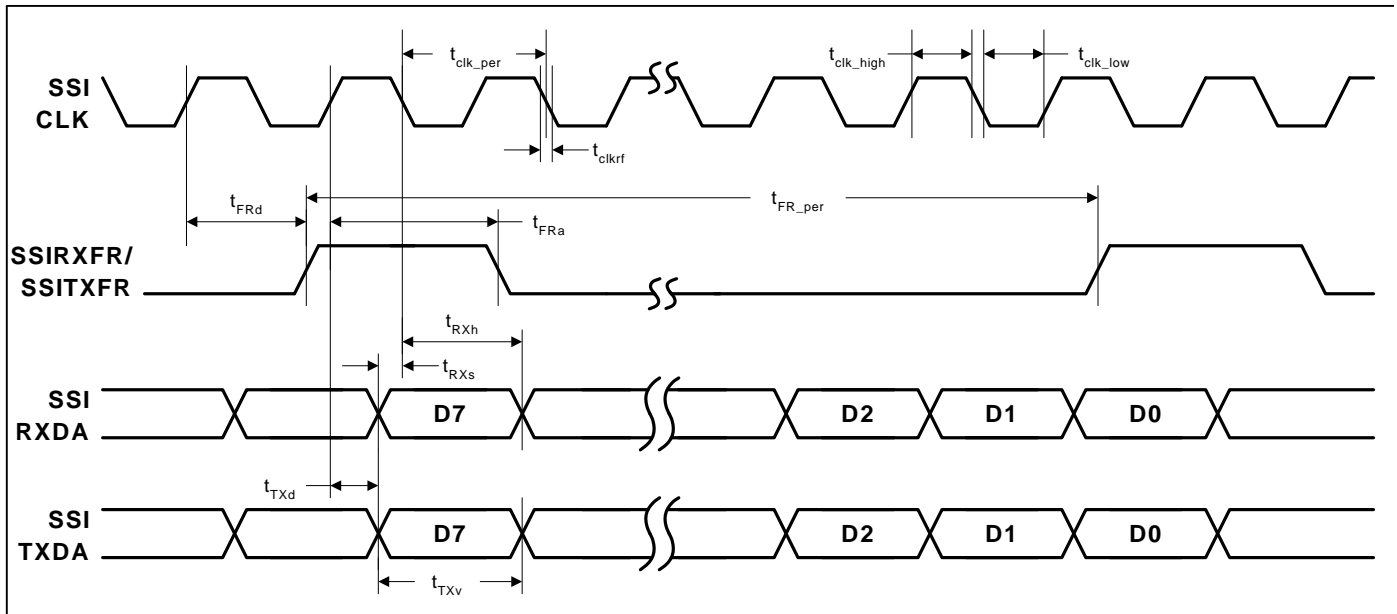 SSI
CLK
t_clk_per
t_clk_high
t_clk_low
t_clkrf
t_FRd
t_FR_per
t_FRa
SSIRXFR/
SSITXFR
t_RXh
t_RXs
SSI
RXDA
D7
D2
D1
D0
t_TXd
SSI
TXDA
D7
D2
D1
D0
t_TXv